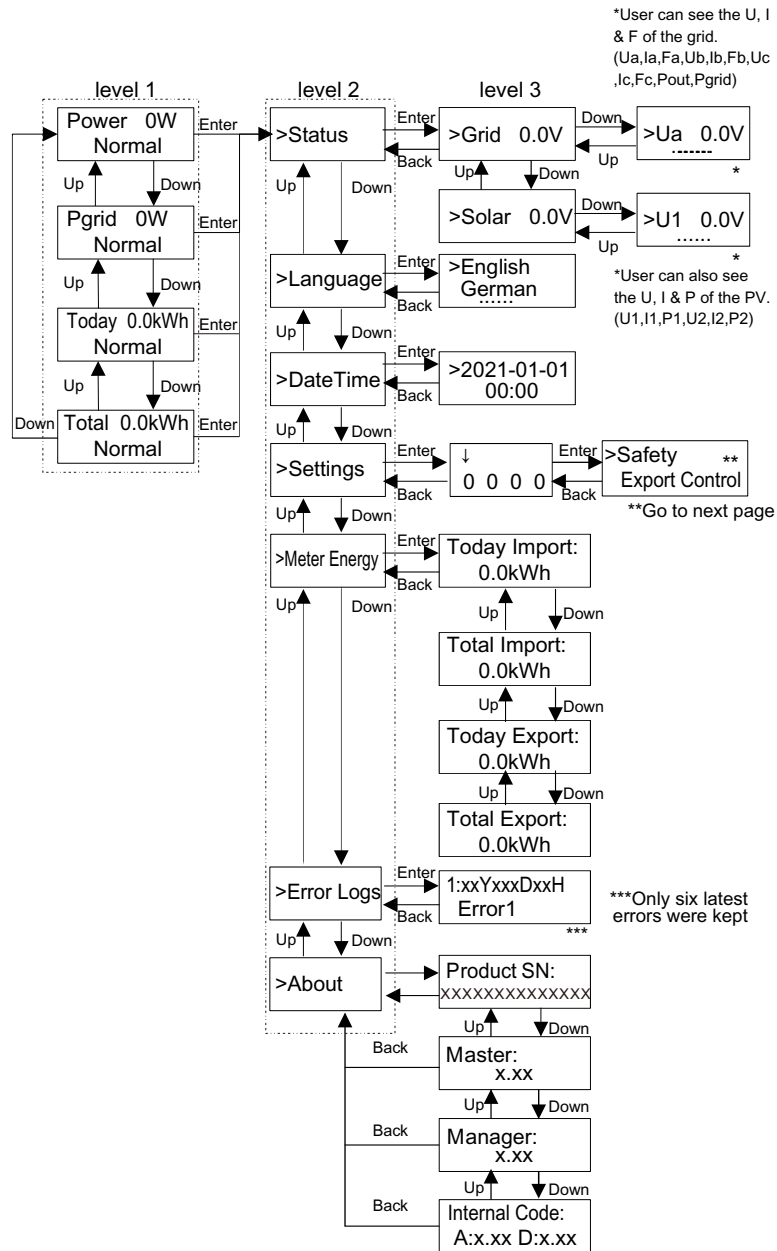 *User can see the U, I
& F of the grid.
(Ua,Ia,Fa,Ub,Ib,Fb,Uc
,Ic,Fc,Pout,Pgrid)
level 1
level 2
level 3
Power 0W
Normal
Enter
>Status
Enter
Back
>Grid 0.0V
Down
Up
>Ua 0.0V
.......
*
Up
Down
Up
Down
Up
Down
Pgrid 0W
Normal
Enter
>Solar 0.0V
Down
Up
>U1 0.0V
......
*
Up
Down
>Language
Enter
Back
>English
German
......
*User can also see
the U, I & P of the PV.
(U1,I1,P1,U2,I2,P2)
Today 0.0kWh
Normal
Enter
Up
Down
>DateTime
Enter
Back
>2021-01-01
00:00
Up
Down
Down
Total 0.0kWh
Normal
Enter
Up
Down
>Settings
Enter
Back
↓
0 0 0 0
Enter
Back
>Safety
**
Export Control
**Go to next page
Up
Down
>Meter Energy
Enter
Back
Today Import:
0.0kWh
Up
Down
Up
Down
Total Import:
0.0kWh
Up
Down
Today Export:
0.0kWh
Up
Down
Total Export:
0.0kWh
>Error Logs
Enter
Back
1:xxYxxxDxxH
Error1
***
***Only six latest
errors were kept
Up
Down
>About
Product SN:
XXXXXXXXXXXXXX
Up
Down
Back
Master:
x.xx
Up
Down
Back
Manager:
x.xx
Up
Down
Back
Internal Code:
A:x.xx D:x.xx